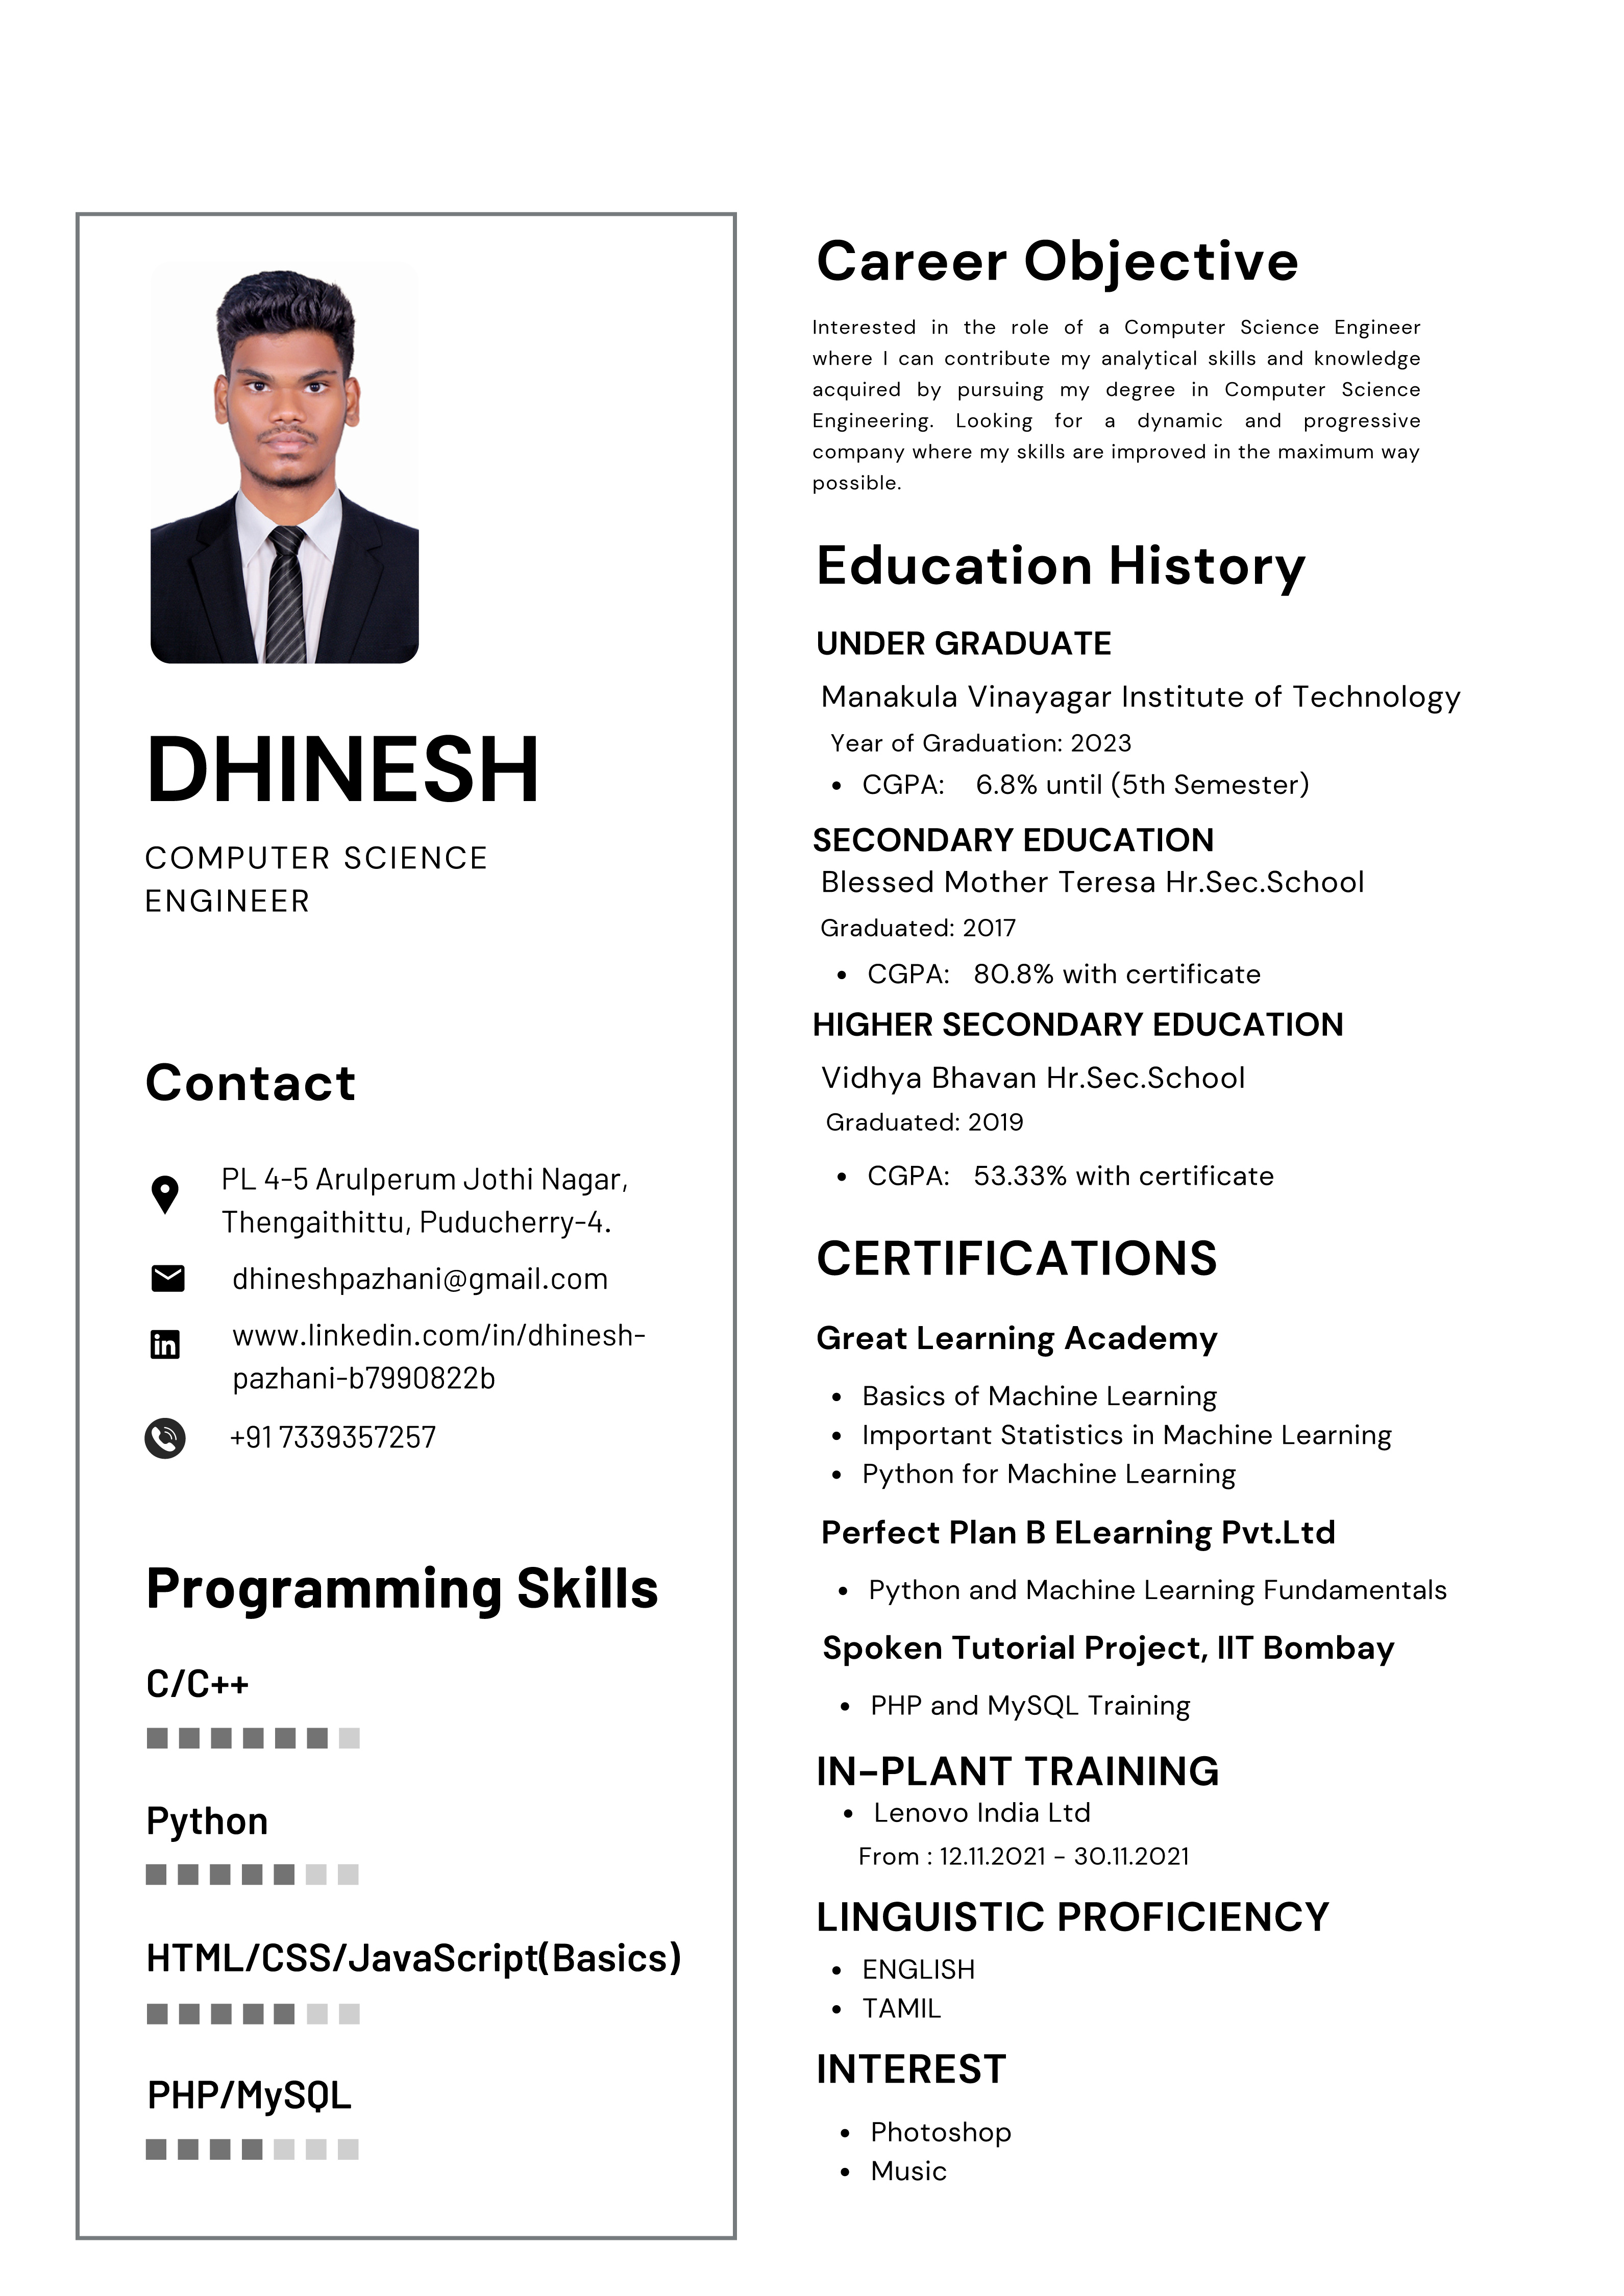 DHINESH
COMPUTER SCIENCE
ENGINEER
Contact
PL 4-5 Arulperum Jothi Nagar,
Thengaithittu, Puducherry-4.
dhineshpazhani@gmail.com
www.linkedin.com/in/dhinesh-
pazhani-b7990822b
+91 7339357257
Programming Skills
C/C++
Python
HTML/CSS/JavaScript(Basics)
PHP/MySQL
Career Objective
Interested in the role of a Computer Science Engineer
where I can contribute my analytical skills and knowledge
acquired by pursuing my degree in Computer Science
Engineering. Looking for a dynamic and progressive
company where my skills are improved in the maximum way
possible.
Education History
UNDER GRADUATE
Manakula Vinayagar Institute of Technology
Year of Graduation: 2023
• CGPA: 6.8% until (5th Semester)
SECONDARY EDUCATION
Blessed Mother Teresa Hr.Sec.School
Graduated: 2017
• CGPA: 80.8% with certificate
HIGHER SECONDARY EDUCATION
Vidhya Bhavan Hr.Sec.School
Graduated: 2019
• CGPA: 53.33% with certificate
CERTIFICATIONS
Great Learning Academy
• Basics of Machine Learning
• Important Statistics in Machine Learning
• Python for Machine Learning
Perfect Plan B ELearning Pvt.Ltd
• Python and Machine Learning Fundamentals
Spoken Tutorial Project, IIT Bombay
• PHP and MySQL Training
IN-PLANT TRAINING
• Lenovo India Ltd
From : 12.11.2021 - 30.11.2021
LINGUISTIC PROFICIENCY
• ENGLISH
• TAMIL
INTEREST
• Photoshop
• Music